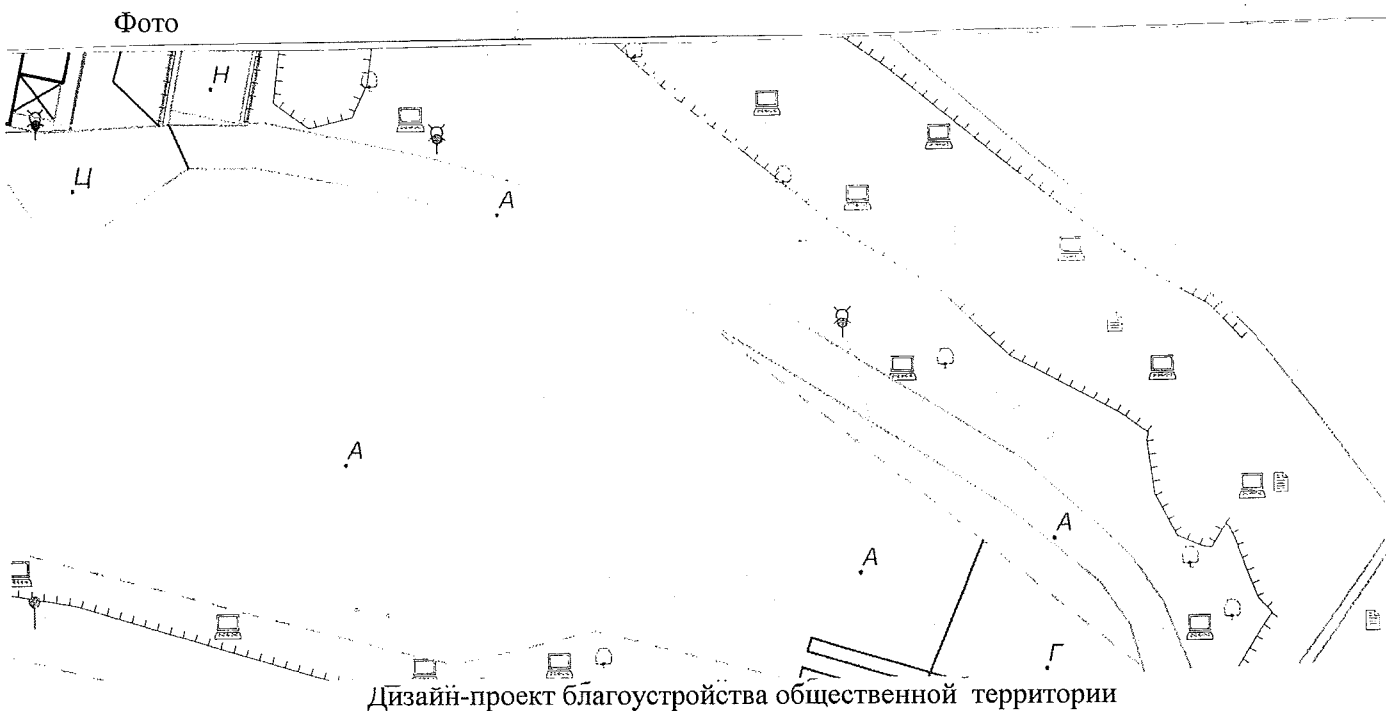 Фото
Н
Ц
А
А
А
А
Г
Дизайн-проект благоустройства общественной территории